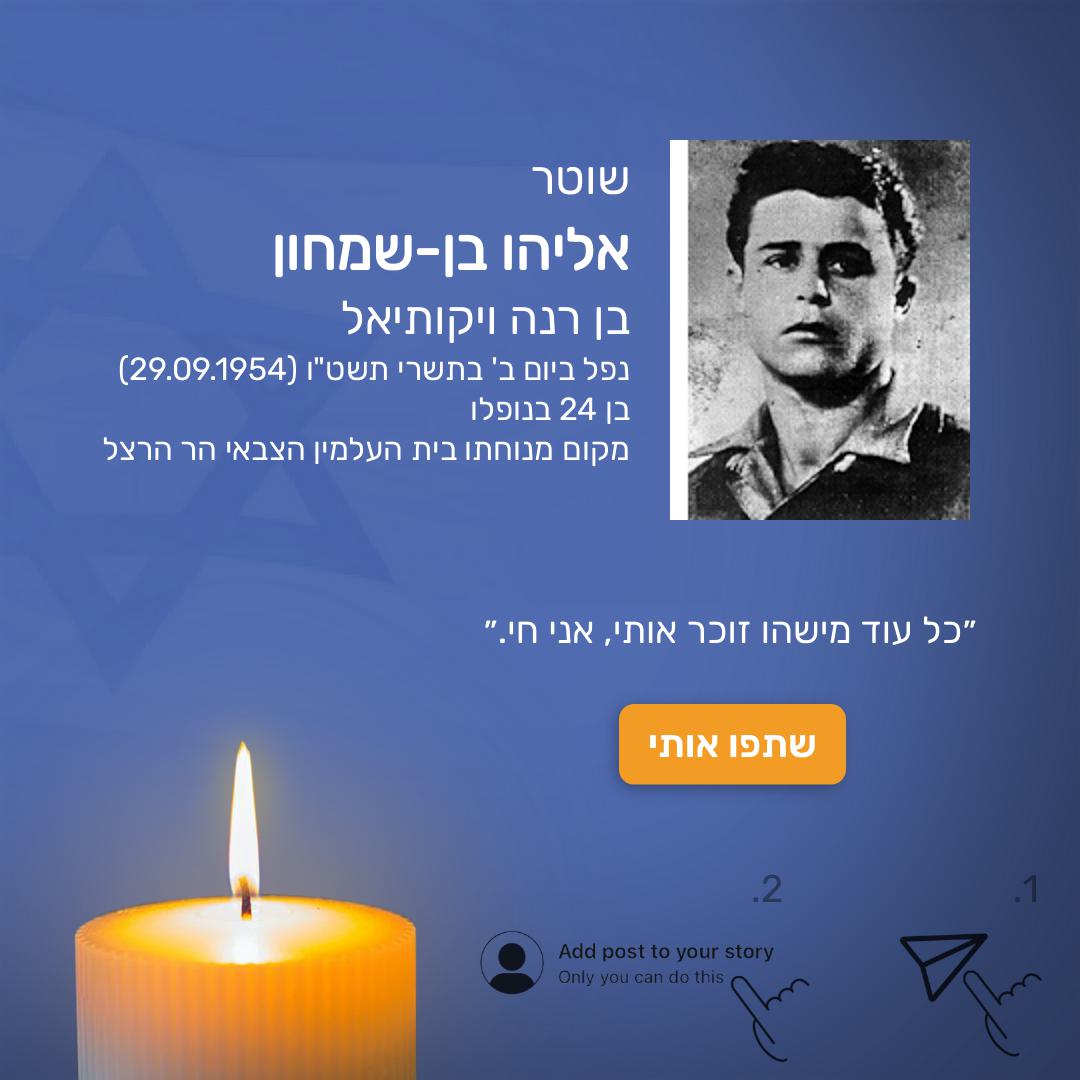 שוטר
אליהו בן-שמחון
בן רנה ויקותיאל
נפל ביום ב' בתשרי תשט"ו (29.09.1954)
בן 24 בנופלו
מקום מנוחתו בית העלמין הצבאי הר הרצל
״כל עוד מישהו זוכר אותי, אני חי.״
שתפו אותי
1.
2.
Add post to your story
Only you can do this